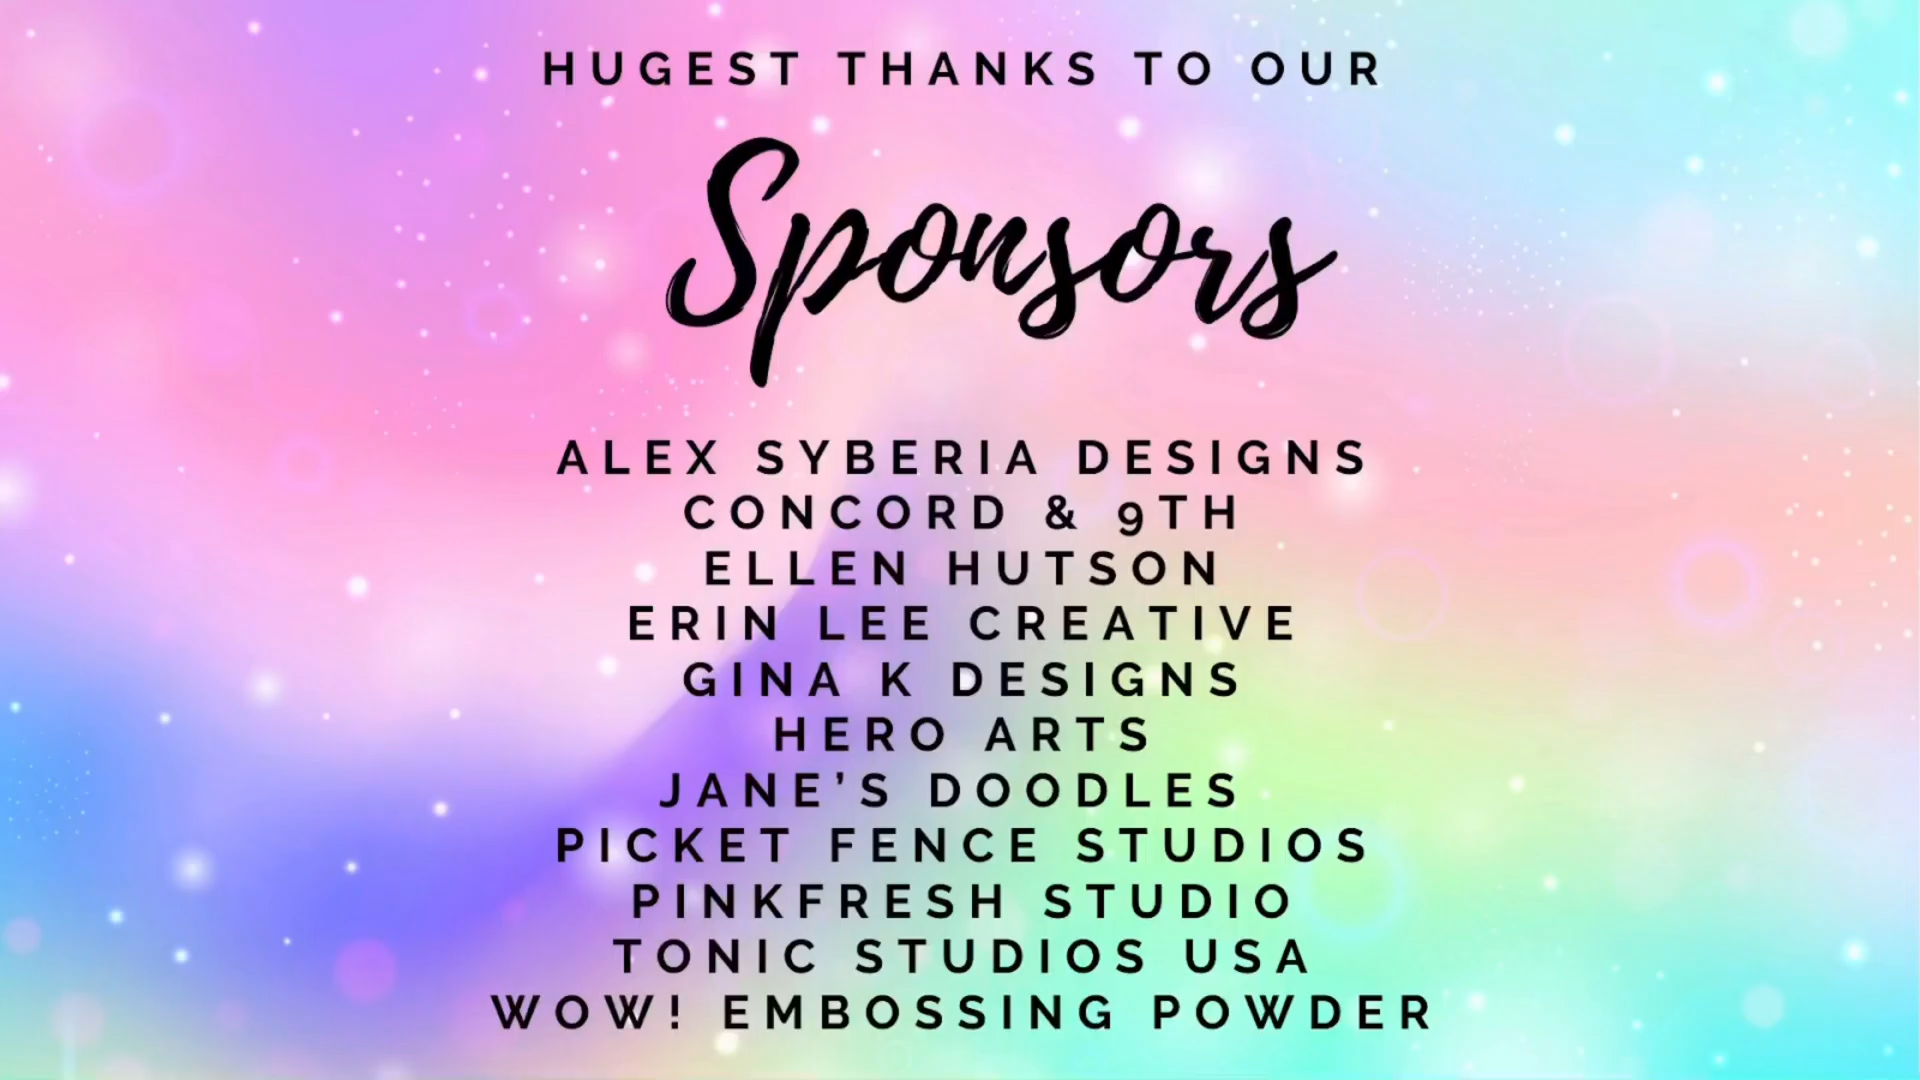 HUGEST THANKS TO OUR
Sponsors
ALEX SYBERIA DESIGNS
CONCORD & 9TH
ELLEN HUTSON
ERIN LEE CREATIVE
GINA K DESIGNS
HERO ARTS
JANE'S DOODLES
PICKET FENCE STUDIOS
PINKFRESH STUDIO
TONIC STUDIOS USA
WOW! EMBOSSING POWDER